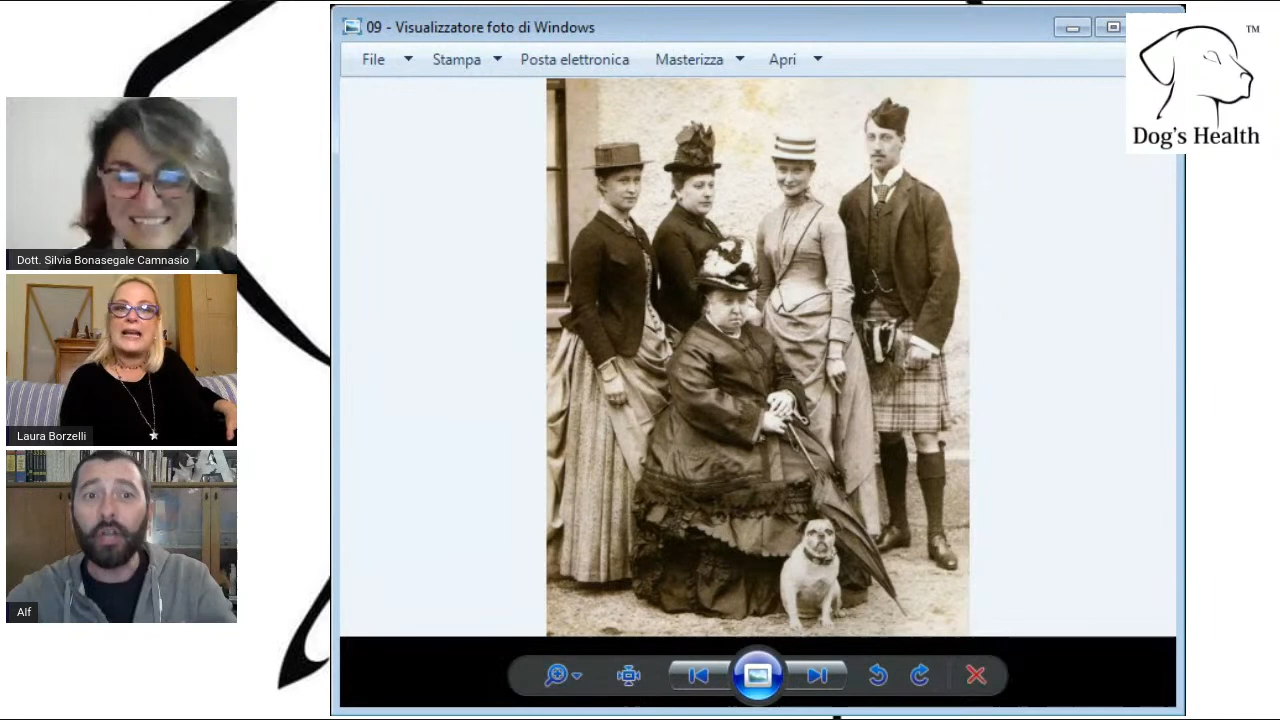 09 - Visualizzatore foto di Windows
File Stampa Posta elettronica Masterizza Apri
TM
Dog's Health
Dott. Silvia Bonasegale Camnasio
Laura Borzelli
Alf